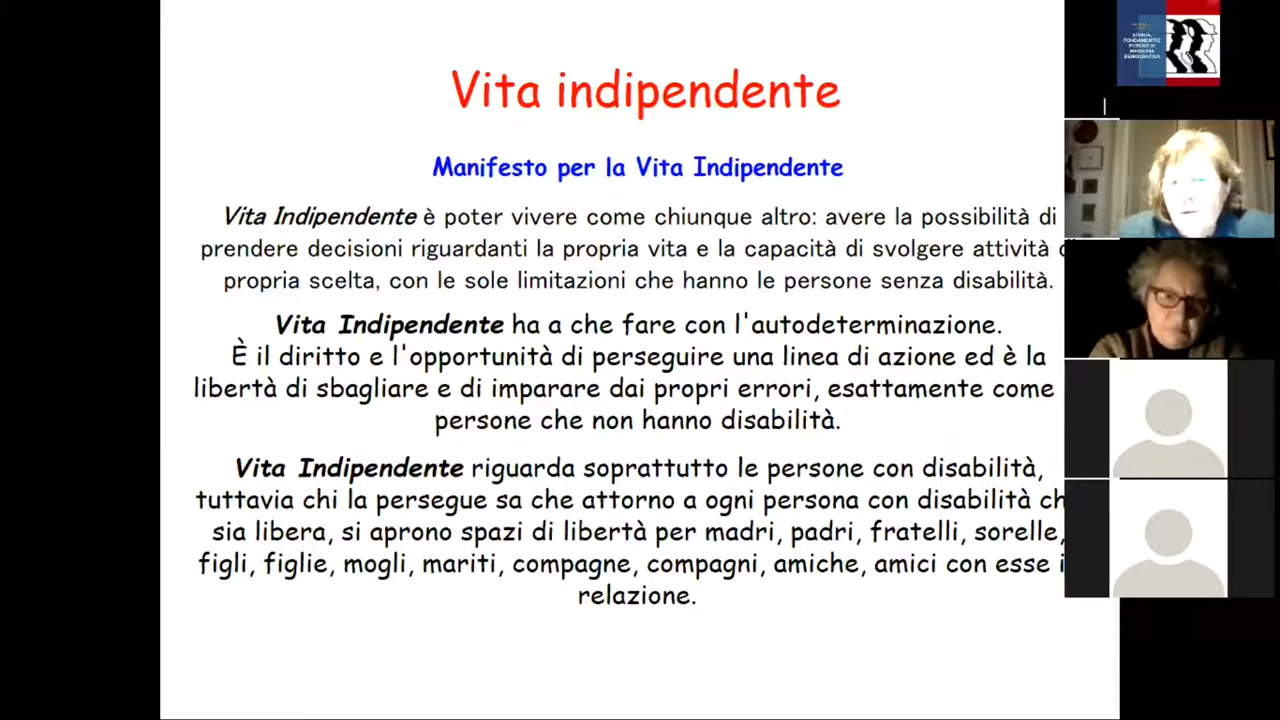 Vita indipendente
Manifesto per la Vita Indipendente
Vita Indipendente è poter vivere come chiunque altro: avere la possibilità di
prendere decisioni riguardanti la propria vita e la capacità di svolgere attività
propria scelta, con le sole limitazioni che hanno le persone senza disabilità.
Vita Indipendente ha a che fare con l'autodeterminazione.
È il diritto e l'opportunità di perseguire una linea di azione ed è la
libertà di sbagliare e di imparare dai propri errori, esattamente come
persone che non hanno disabilità.
Vita Indipendente riguarda soprattutto le persone con disabilità,
tuttavia chi la persegue sa che attorno a ogni persona con disabilità ch
sia libera, si aprono spazi di libertà per madri, padri, fratelli, sorelle,
figli, figlie, mogli, mariti, compagne, compagni, amiche, amici con esse i
relazione.
STORIA,
FONDAMENTI E
FUTURO DI
MEDICINA
DEMOCRATICA